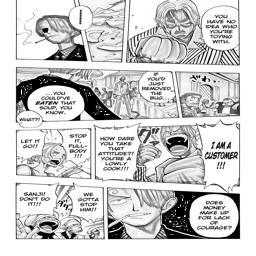 YOU
HAVE NO
IDEA WHO
YOU'RE
TOYING
WITH.
IF
YOU'D
JUST
REMOVED
THE
BUG...
...YOU
COULD'VE
EATEN THAT
SOUP, YOU
KNOW.
WHAT?!
I AM A
CUSTOMER
!!!
HOW DARE
YOU TAKE
THAT
ATTITUDE?!
YOU'RE A
LOWLY
COOK!!!
STOP
IT,
FULL-
BODY
!!!
LET IT
GO!!
DOES
MONEY
MAKE UP
FOR LACK
OF
COURAGE?
WE
GOTTA
STOP
HIM!!
SANJI!
DON'T
DO
IT!!!